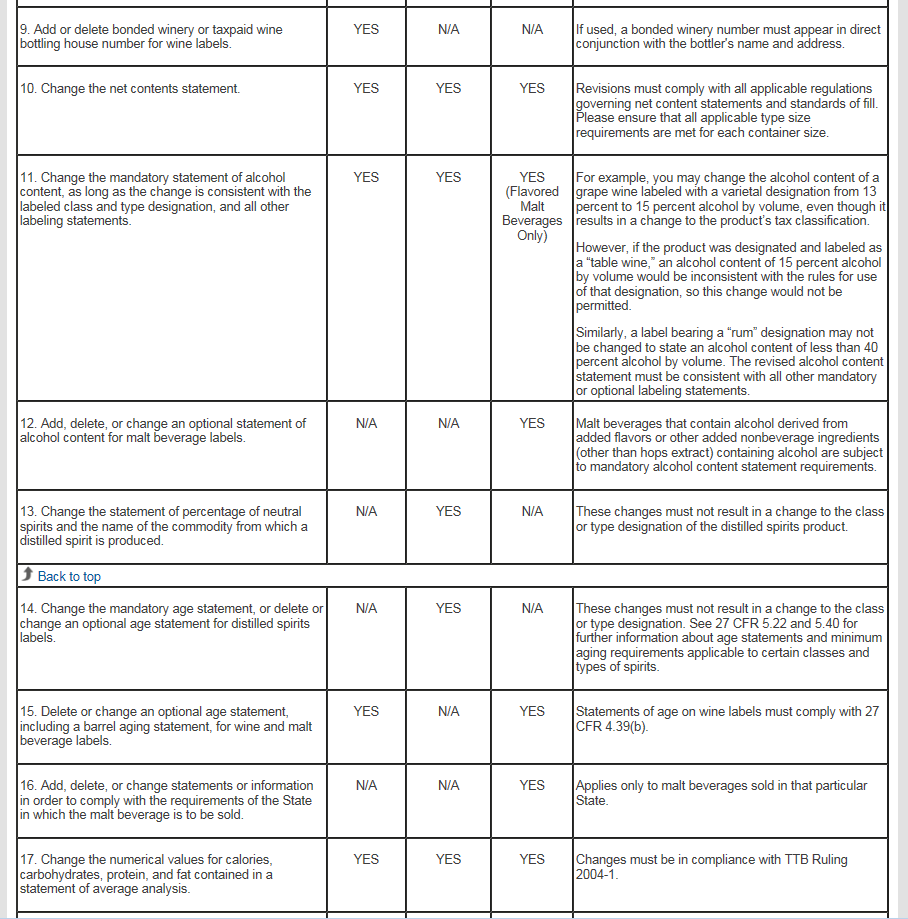 9. Add or delete bonded winery or taxpaid wine
bottling house number for wine labels.
YES
N/A
N/A
If used, a bonded winery number must appear in direct
conjunction with the bottler's name and address.
10. Change the net contents statement.
YES
YES
YES
Revisions must comply with all applicable regulations
governing net content statements and standards of fill.
Please ensure that all applicable type size
requirements are met for each container size.
11. Change the mandatory statement of alcohol
content, as long as the change is consistent with the
labeled class and type designation, and all other
labeling statements.
YES
YES
YES
(Flavored
Malt
Beverages
Only)
For example, you may change the alcohol content of a
grape wine labeled with a varietal designation from 13
percent to 15 percent alcohol by volume, even though it
results in a change to the product's tax classification.
However, if the product was designated and labeled as
a “table wine,” an alcohol content of 15 percent alcohol
by volume would be inconsistent with the rules for use
of that designation, so this change would not be
permitted.
Similarly, a label bearing a “rum” designation may not
be changed to state an alcohol content of less than 40
percent alcohol by volume. The revised alcohol content
statement must be consistent with all other mandatory
or optional labeling statements.
12. Add, delete, or change an optional statement of
alcohol content for malt beverage labels.
N/A
N/A
YES
Malt beverages that contain alcohol derived from
added flavors or other added nonbeverage ingredients
(other than hops extract) containing alcohol are subject
to mandatory alcohol content statement requirements.
13. Change the statement of percentage of neutral
spirits and the name of the commodity from which a
distilled spirit is produced.
N/A
YES
N/A
These changes must not result in a change to the class
or type designation of the distilled spirits product.
Back to top
14. Change the mandatory age statement, or delete or
change an optional age statement for distilled spirits
labels.
N/A
YES
N/A
These changes must not result in a change to the class
or type designation. See 27 CFR 5.22 and 5.40 for
further information about age statements and minimum
aging requirements applicable to certain classes and
types of spirits.
15. Delete or change an optional age statement,
including a barrel aging statement, for wine and malt
beverage labels.
YES
N/A
YES
Statements of age on wine labels must comply with 27
CFR 4.39(b).
16. Add, delete, or change statements or information
in order to comply with the requirements of the State
in which the malt beverage is to be sold.
N/A
N/A
YES
Applies only to malt beverages sold in that particular
State.
17. Change the numerical values for calories,
carbohydrates, protein, and fat contained in a
statement of average analysis.
YES
YES
YES
Changes must be in compliance with TTB Ruling
2004-1.